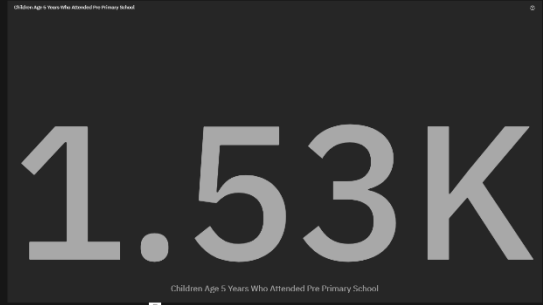 Children Age 5 Years Who Attended Pre Primary School
1.53K
Children Age 5 Years Who Attended Pre Primary School